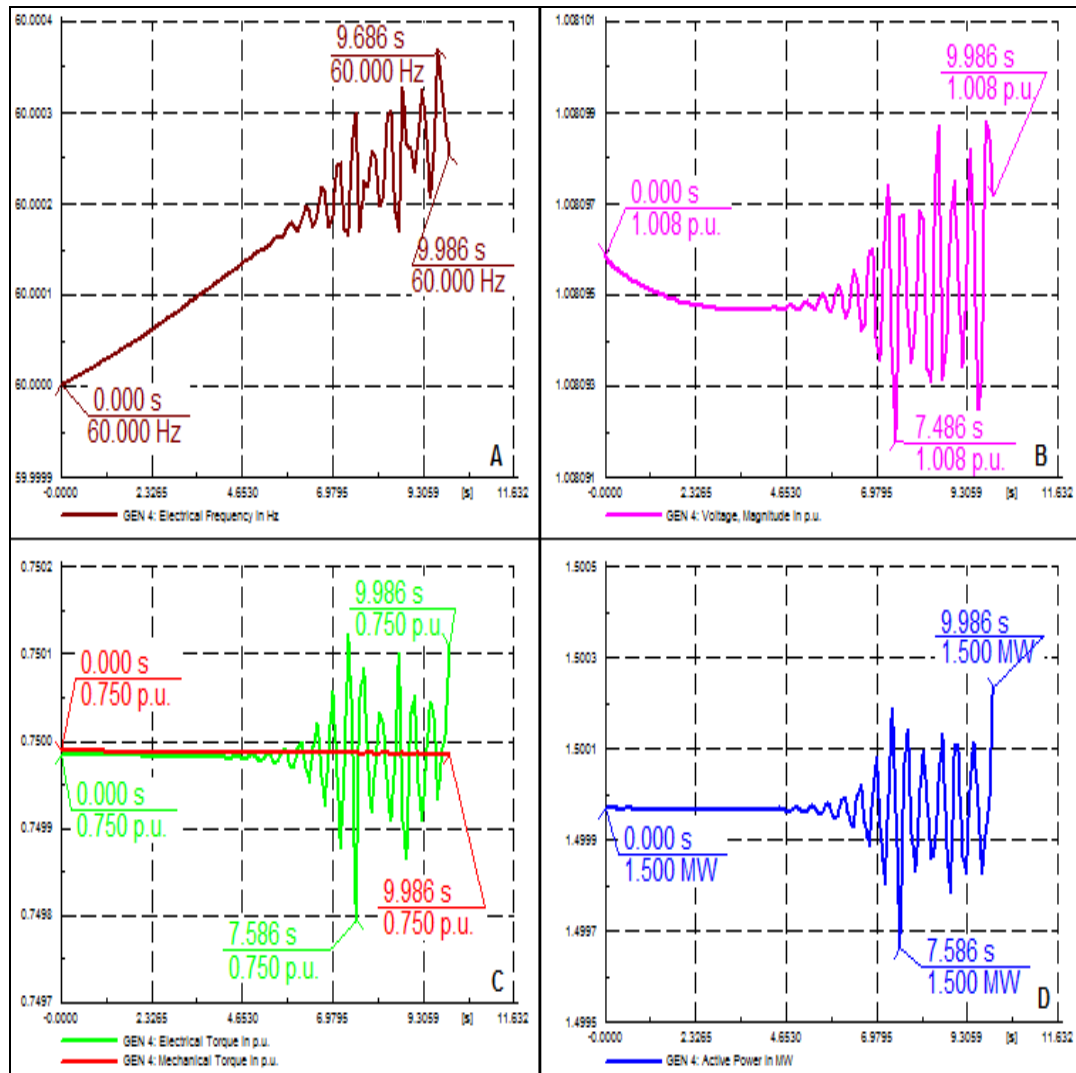 60.0004
9.686 s
60.000 Hz
60.0003
60.0002
9.986 s
60.000 Hz
60.0001
60.0000
0.000 s
60.000 Hz
A
59.9999
-0.0000 2.3265 4.6530 6.9795 9.3059 [s] 11.632
GEN 4: Electrical Frequency in Hz
1.008101
9.986 s
1.008 p.u.
1.008099
0.000 s
1.008 p.u.
1.008097
1.008095
1.008093
7.486 s
1.008 p.u.
B
1.008091
-0.0000 2.3265 4.6530 6.9795 9.3059 [s] 11.632
GEN 4: Voltage, Magnitude in p.u.
0.7502
9.986 s
0.750 p.u.
0.7501
0.000 s
0.750 p.u.
0.7500
0.000 s
0.750 p.u.
0.7499
9.986 s
0.750 p.u.
0.7498
7.586 s
0.750 p.u.
C
0.7497
-0.0000 2.3265 4.6530 6.9795 9.3059 [s] 11.632
GEN 4: Electrical Torque in p.u.
GEN 4: Mechanical Torque in p.u.
1.5005
9.986 s
1.500 MW
1.5003
1.5001
0.000 s
1.500 MW
1.4999
1.4997
7.586 s
1.500 MW
D
1.4995
-0.0000 2.3265 4.6530 6.9795 9.3059 [s] 11.632
GEN 4: Active Power in MW